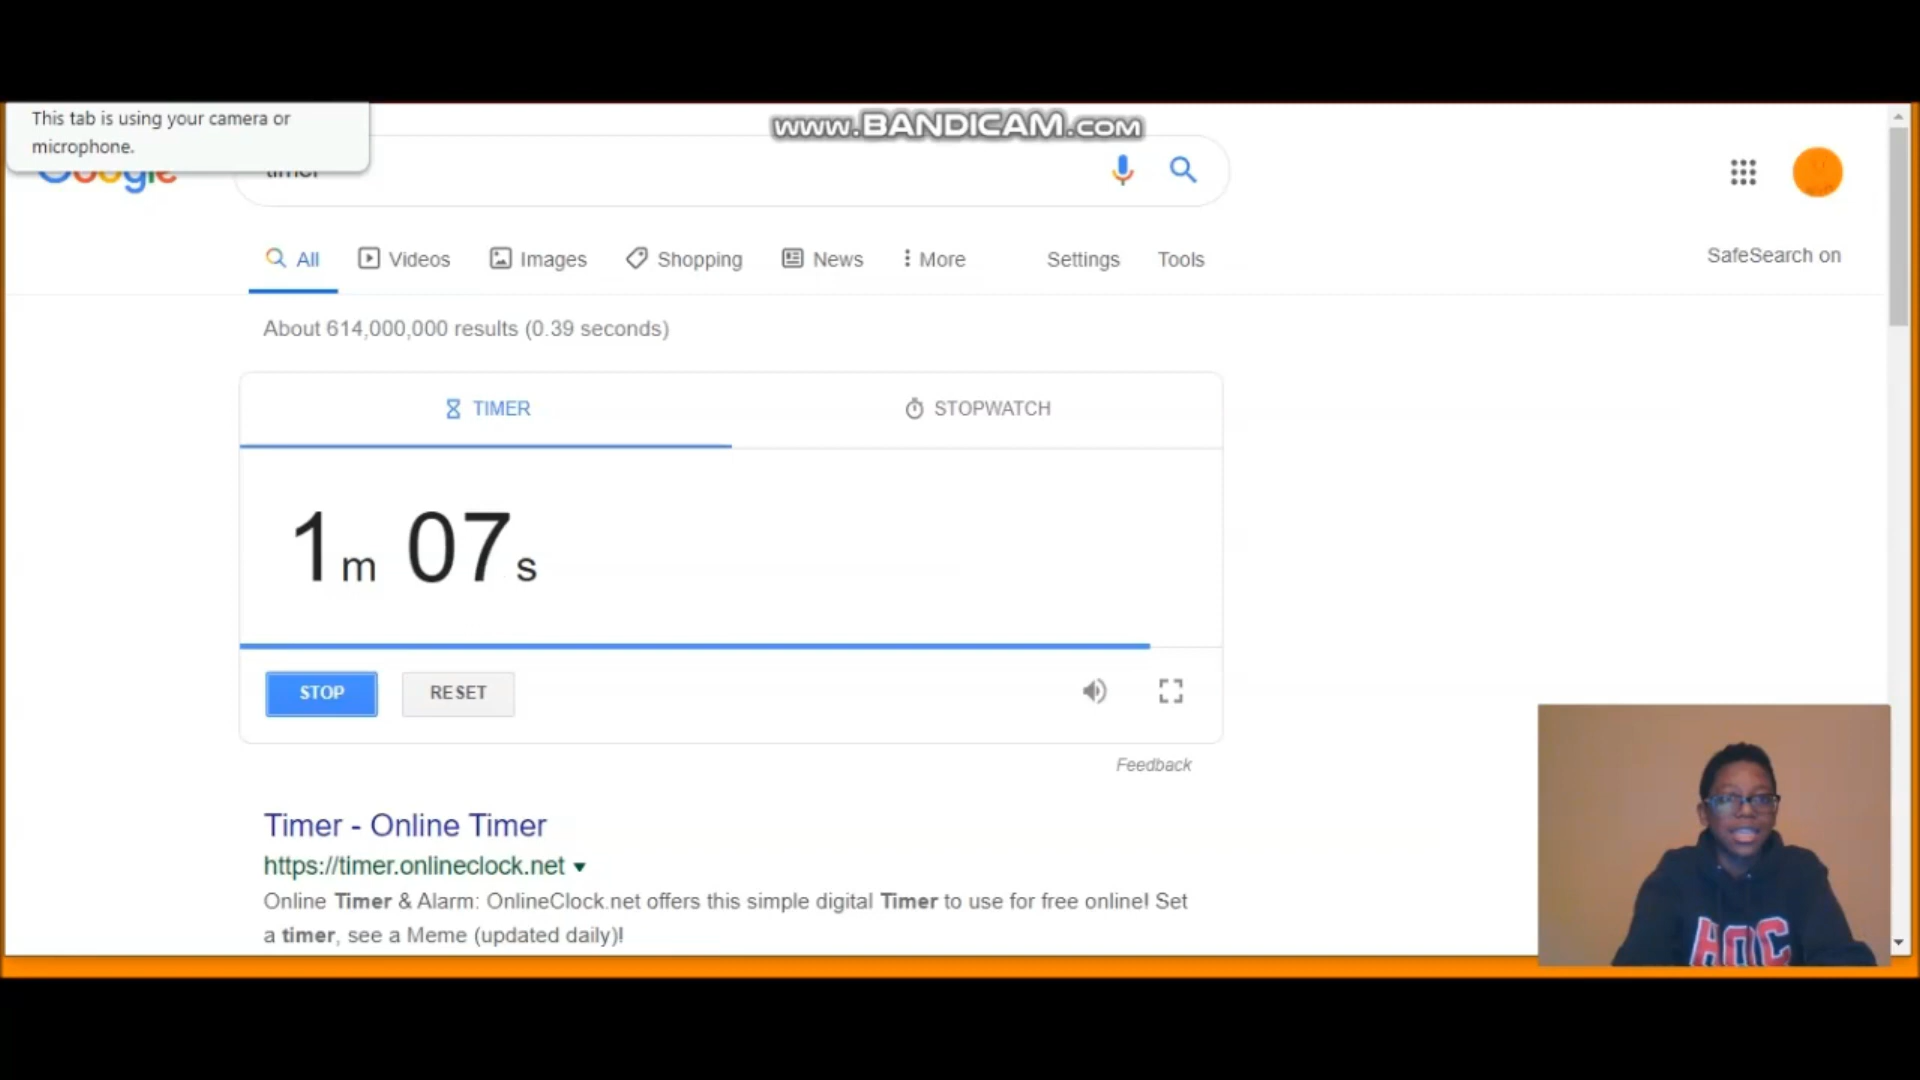 This tab is using your camera or
microphone.
www.BANDICAM.com
Google
timer
All Videos Images Shopping News More Settings Tools
SafeSearch on
About 614,000,000 results (0.39 seconds)
TIMER STOPWATCH
1m 07s
STOP RESET
Feedback
Timer - Online Timer
https://timer.onlineclock.net
Online Timer & Alarm: OnlineClock.net offers this simple digital Timer to use for free online! Set
a timer, see a Meme (updated daily)!